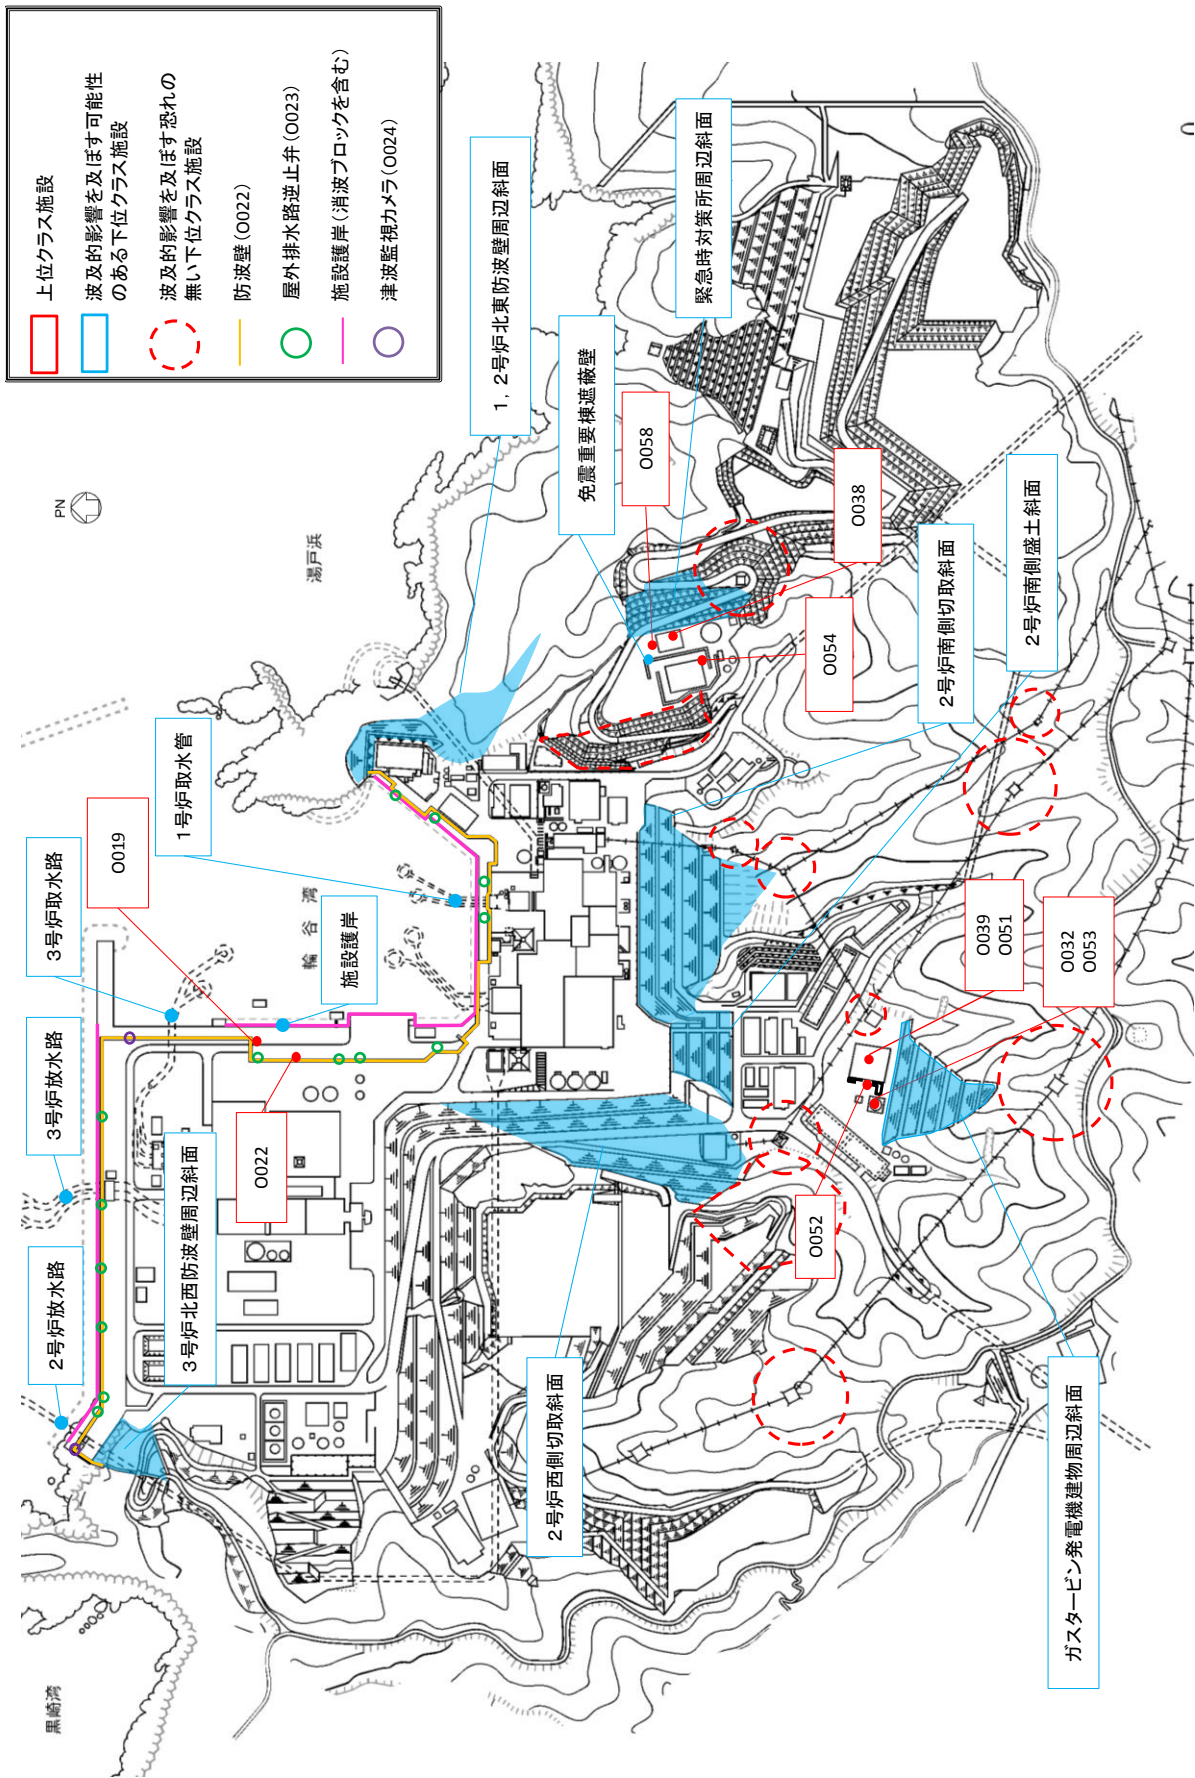 上位クラス施設
波及的影響を及ぼす可能性
のある下位クラス施設
波及的影響を及ぼす恐れの
無い下位クラス施設
防波壁(O022)
屋外排水路逆止弁(O023)
施設護岸(消波ブロックを含む)
津波監視カメラ(O024)
PN
黒崎湾
湯戸浜
輪谷湾
2号炉放水路
3号炉放水路
3号炉取水路
O019
1号炉取水管
施設護岸
O022
3号炉北西防波壁周辺斜面
1,2号炉北東防波壁周辺斜面
免震重要棟遮蔽壁
緊急時対策所周辺斜面
O058
O038
O054
2号炉南側切取斜面
2号炉南側盛土斜面
O039
O051
O032
O053
O052
2号炉西側切取斜面
ガスタービン発電機建物周辺斜面
0